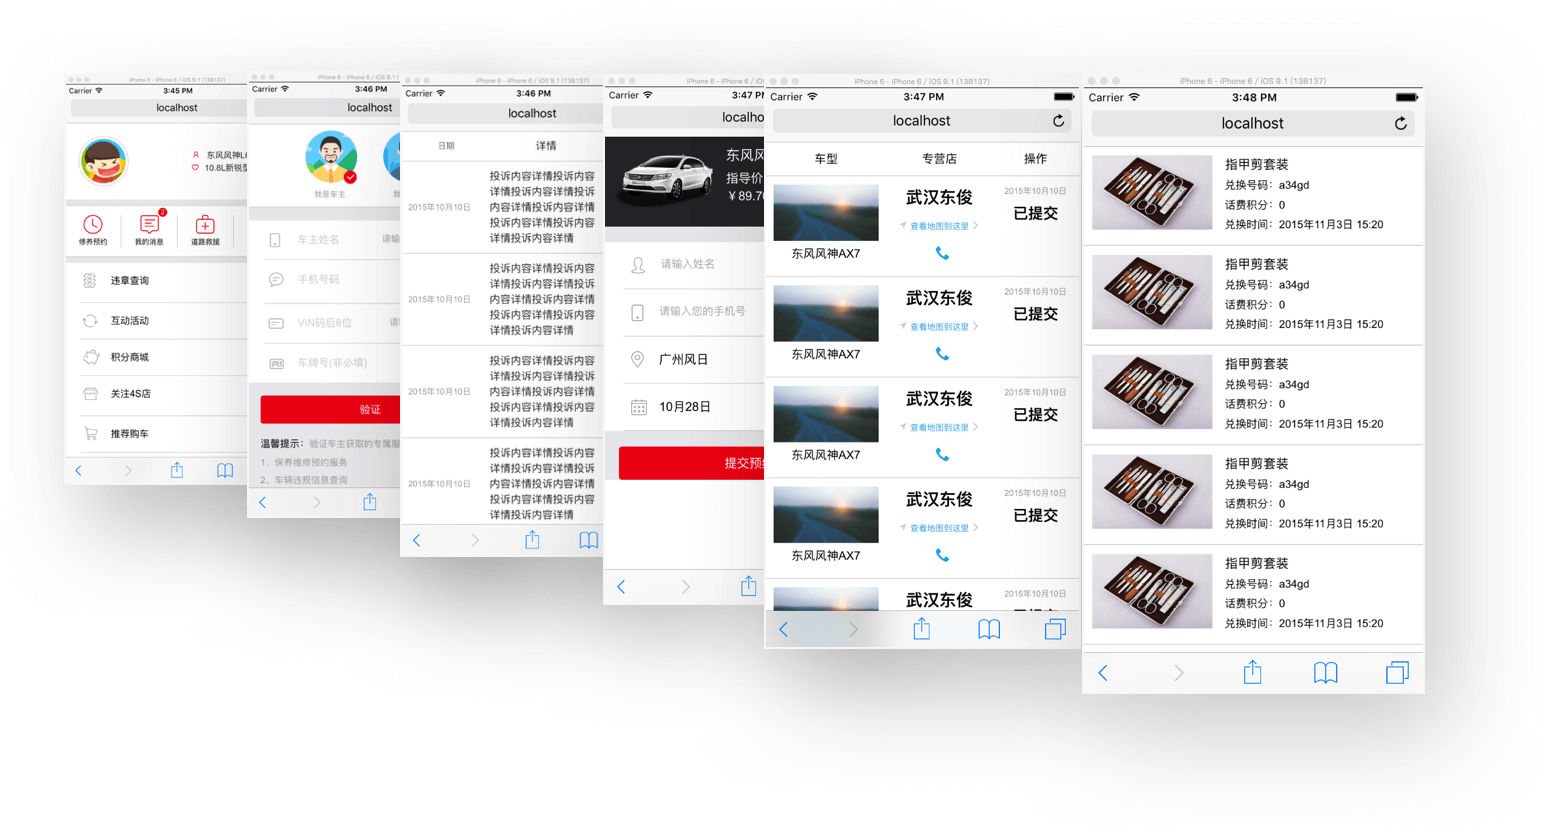 iPhone 6 - iPhone 6 / iOS 9.1 (13B137)
Carrier
3:45 PM
localhost
东风风神L6
10.8L新锐型
修养预约
2
我的消息
道路救援
违章查询
互动活动
积分商城
关注4S店
推荐购车
iPhone 6 - iPhone 6 / iOS 9.1 (1
Carrier
3:46 PM
localhost
我是车主
我
车主姓名
请输
手机号码
VIN码后8位
请输
车牌号(非必填)
验证
温馨提示：验证车主获取的专属服
1、保养维修预约服务
2、车辆违规信息查询
iPhone 6 - iPhone 6 / iOS 9.1 (13B137)
Carrier
3:46 PM
localhost
日期
详情
2015年10月10日
投诉内容详情投诉内容
详情投诉内容详情投诉
内容详情投诉内容详情
投诉内容详情投诉内容
详情投诉内容详情
2015年10月10日
投诉内容详情投诉内容
详情投诉内容详情投诉
内容详情投诉内容详情
投诉内容详情投诉内容
详情投诉内容详情
2015年10月10日
投诉内容详情投诉内容
详情投诉内容详情投诉
内容详情投诉内容详情
投诉内容详情投诉内容
详情投诉内容详情
2015年10月10日
投诉内容详情投诉内容
详情投诉内容详情投诉
内容详情投诉内容详情
投诉内容详情投诉内容
详情投诉内容详情
iPhone 6 - iPhone 6 / iOS
Carrier
3:47 PM
localho
东风风
指导价
￥89.70
请输入姓名
请输入您的手机号
广州风日
10月28日
提交预约
iPhone 6 - iPhone 6 / iOS 9.1 (13B137)
Carrier
3:47 PM
localhost
车型
专营店
操作
东风风神AX7
武汉东俊
查看地图到这里
2015年10月10日
已提交
东风风神AX7
武汉东俊
查看地图到这里
2015年10月10日
已提交
东风风神AX7
武汉东俊
查看地图到这里
2015年10月10日
已提交
东风风神AX7
武汉东俊
查看地图到这里
2015年10月10日
已提交
武汉东俊
2015年10月10日
已提交
iPhone 6 - iPhone 6 / iOS 9.1 (13B137)
Carrier
3:48 PM
localhost
指甲剪套装
兑换号码：a34gd
话费积分：0
兑换时间：2015年11月3日 15:20
指甲剪套装
兑换号码：a34gd
话费积分：0
兑换时间：2015年11月3日 15:20
指甲剪套装
兑换号码：a34gd
话费积分：0
兑换时间：2015年11月3日 15:20
指甲剪套装
兑换号码：a34gd
话费积分：0
兑换时间：2015年11月3日 15:20
指甲剪套装
兑换号码：a34gd
话费积分：0
兑换时间：2015年11月3日 15:20